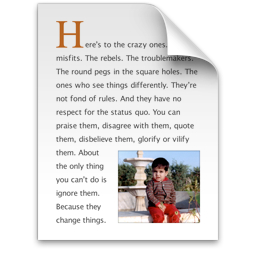 Here's to the crazy ones.
misfits. The rebels. The troublemakers.
The round pegs in the square holes. The
ones who see things differently. They're
not fond of rules. And they have no
respect for the status quo. You can
praise them, disagree with them, quote
them, disbelieve them, glorify or vilify
them. About
the only thing
you can't do is
ignore them.
Because they
change things.